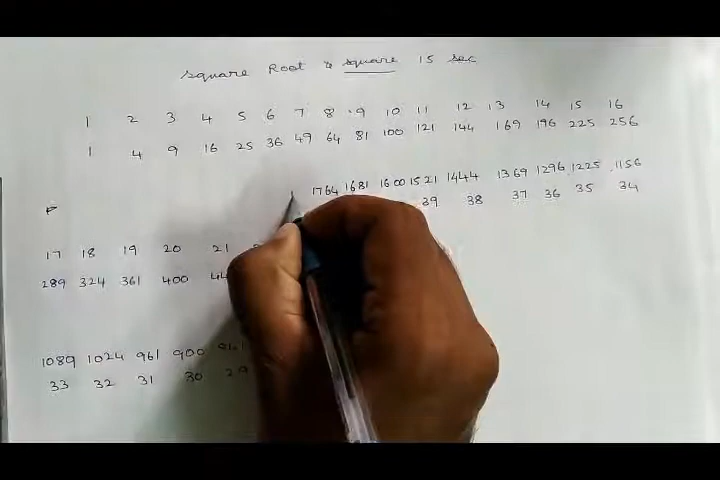 Square Root & square 15 sec
1 2 3 4 5 6 7 8 9 10 11 12 13 14 15 16
1 4 9 16 25 36 49 64 81 100 121 144 169 196 225 256
1764 1681 1600 1521 1444 1369 1296 1225 1156
39 38 37 36 35 34
17 18 19 20 21
289 324 361 400
1089 1024 961 900
33 32 31 30 29